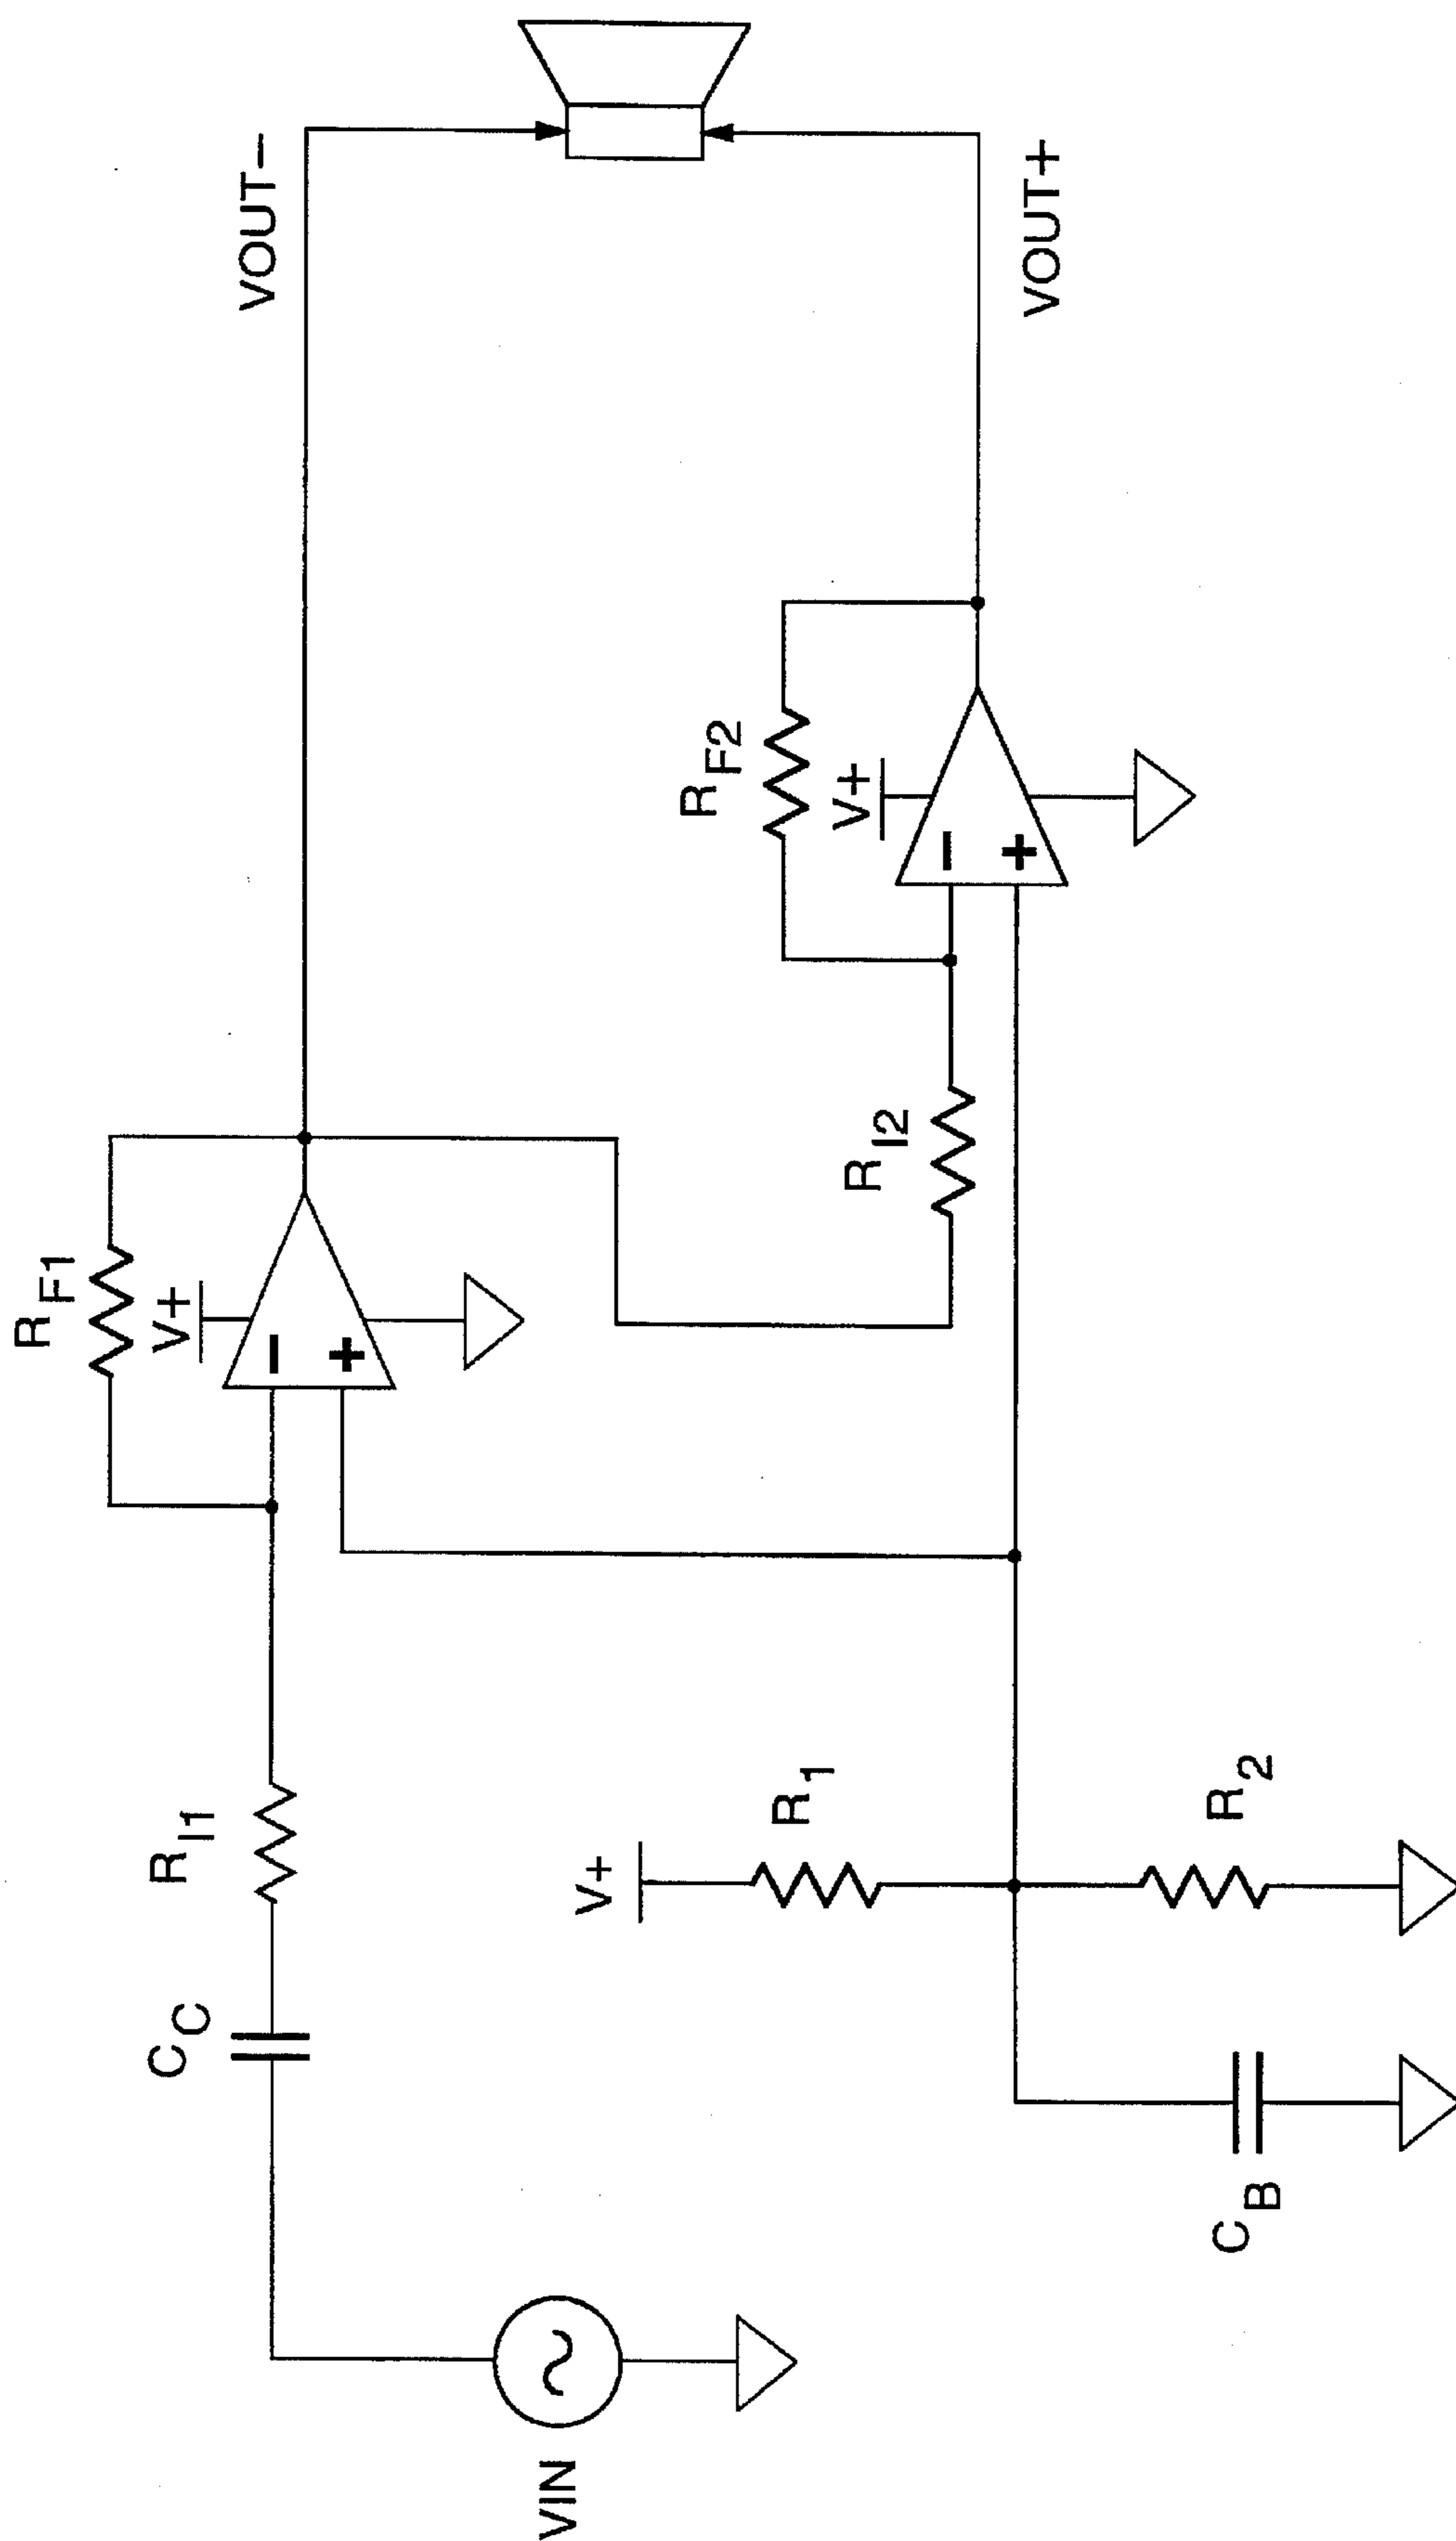 R F1
V+
VOUT−
−
+
C C
R I1
R F2
V+
−
+
R I2
VIN
V+
R 1
VOUT+
R 2
C B